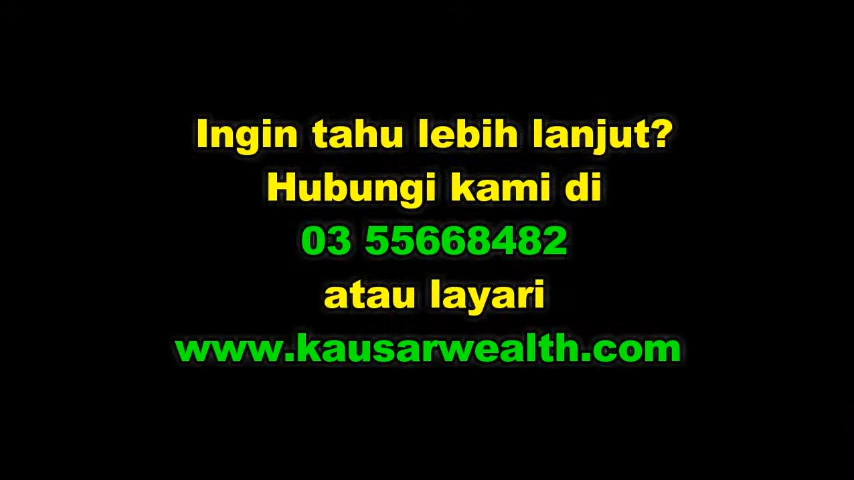 Ingin tahu lebih lanjut?
Hubungi kami di
03 55668482
atau layari
www.kausarwealth.com